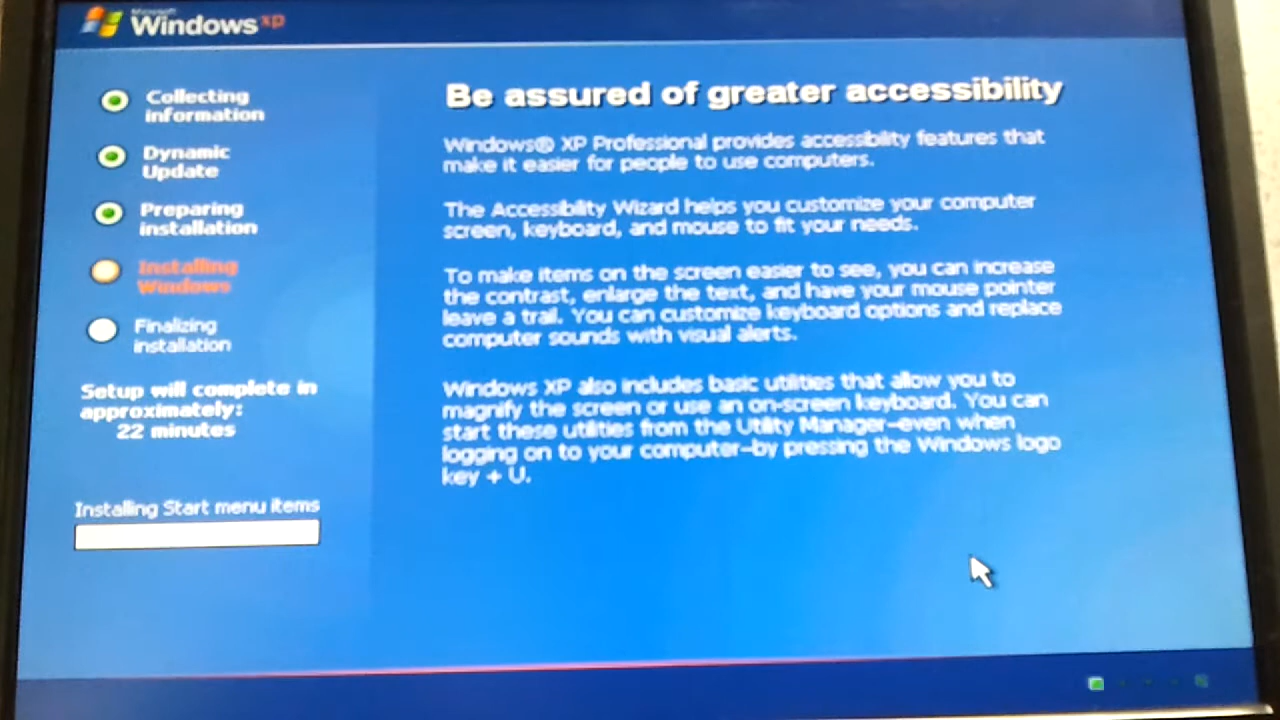 Microsoft
Windows xp
Collecting
information
Dynamic
Update
Preparing
installation
Installing
Windows
Finalizing
installation
Setup will complete in
approximately:
22 minutes
Installing Start menu items
Be assured of greater accessibility
Windows® XP Professional provides accessibility features that
make it easier for people to use computers.
The Accessibility Wizard helps you customize your computer
screen, keyboard, and mouse to fit your needs.
To make items on the screen easier to see, you can increase
the contrast, enlarge the text, and have your mouse pointer
leave a trail. You can customize keyboard options and replace
computer sounds with visual alerts.
Windows XP also includes basic utilities that allow you to
magnify the screen or use an on-screen keyboard. You can
start these utilities from the Utility Manager—even when
logging on to your computer—by pressing the Windows logo
key + U.